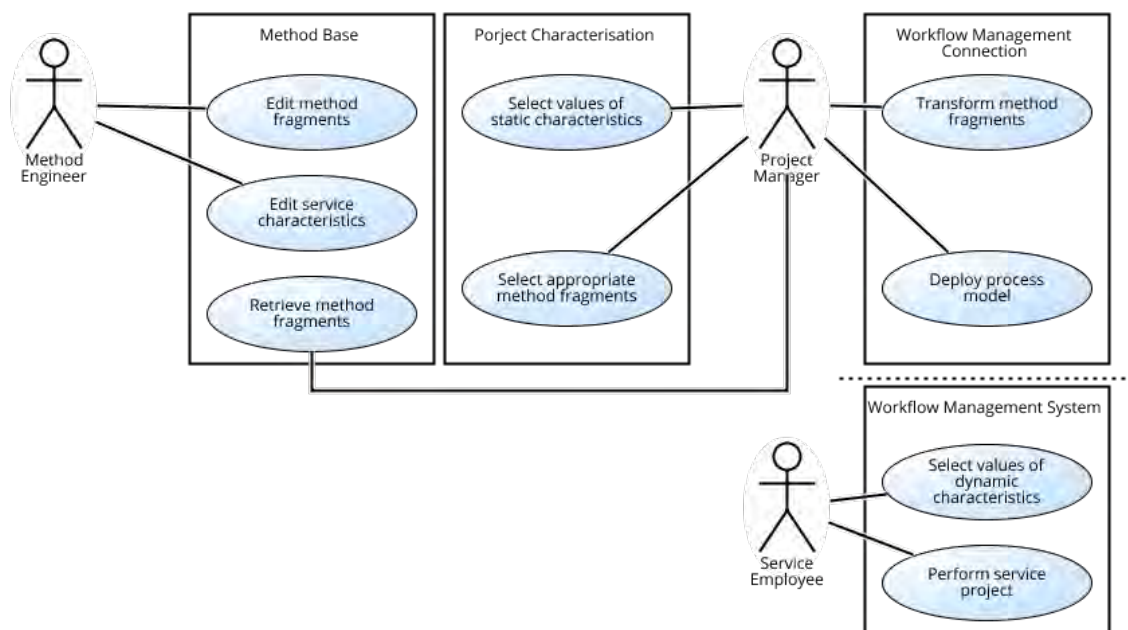 Method Base
Edit method
fragments
Edit service
characteristics
Retrieve method
fragments
Method
Engineer
Porject Characterisation
Select values of
static characteristics
Select appropriate
method fragments
Project
Manager
Workflow Management
Connection
Transform method
fragments
Deploy process
model
Workflow Management System
Select values of
dynamic
characteristics
Perform service
project
Service
Employee